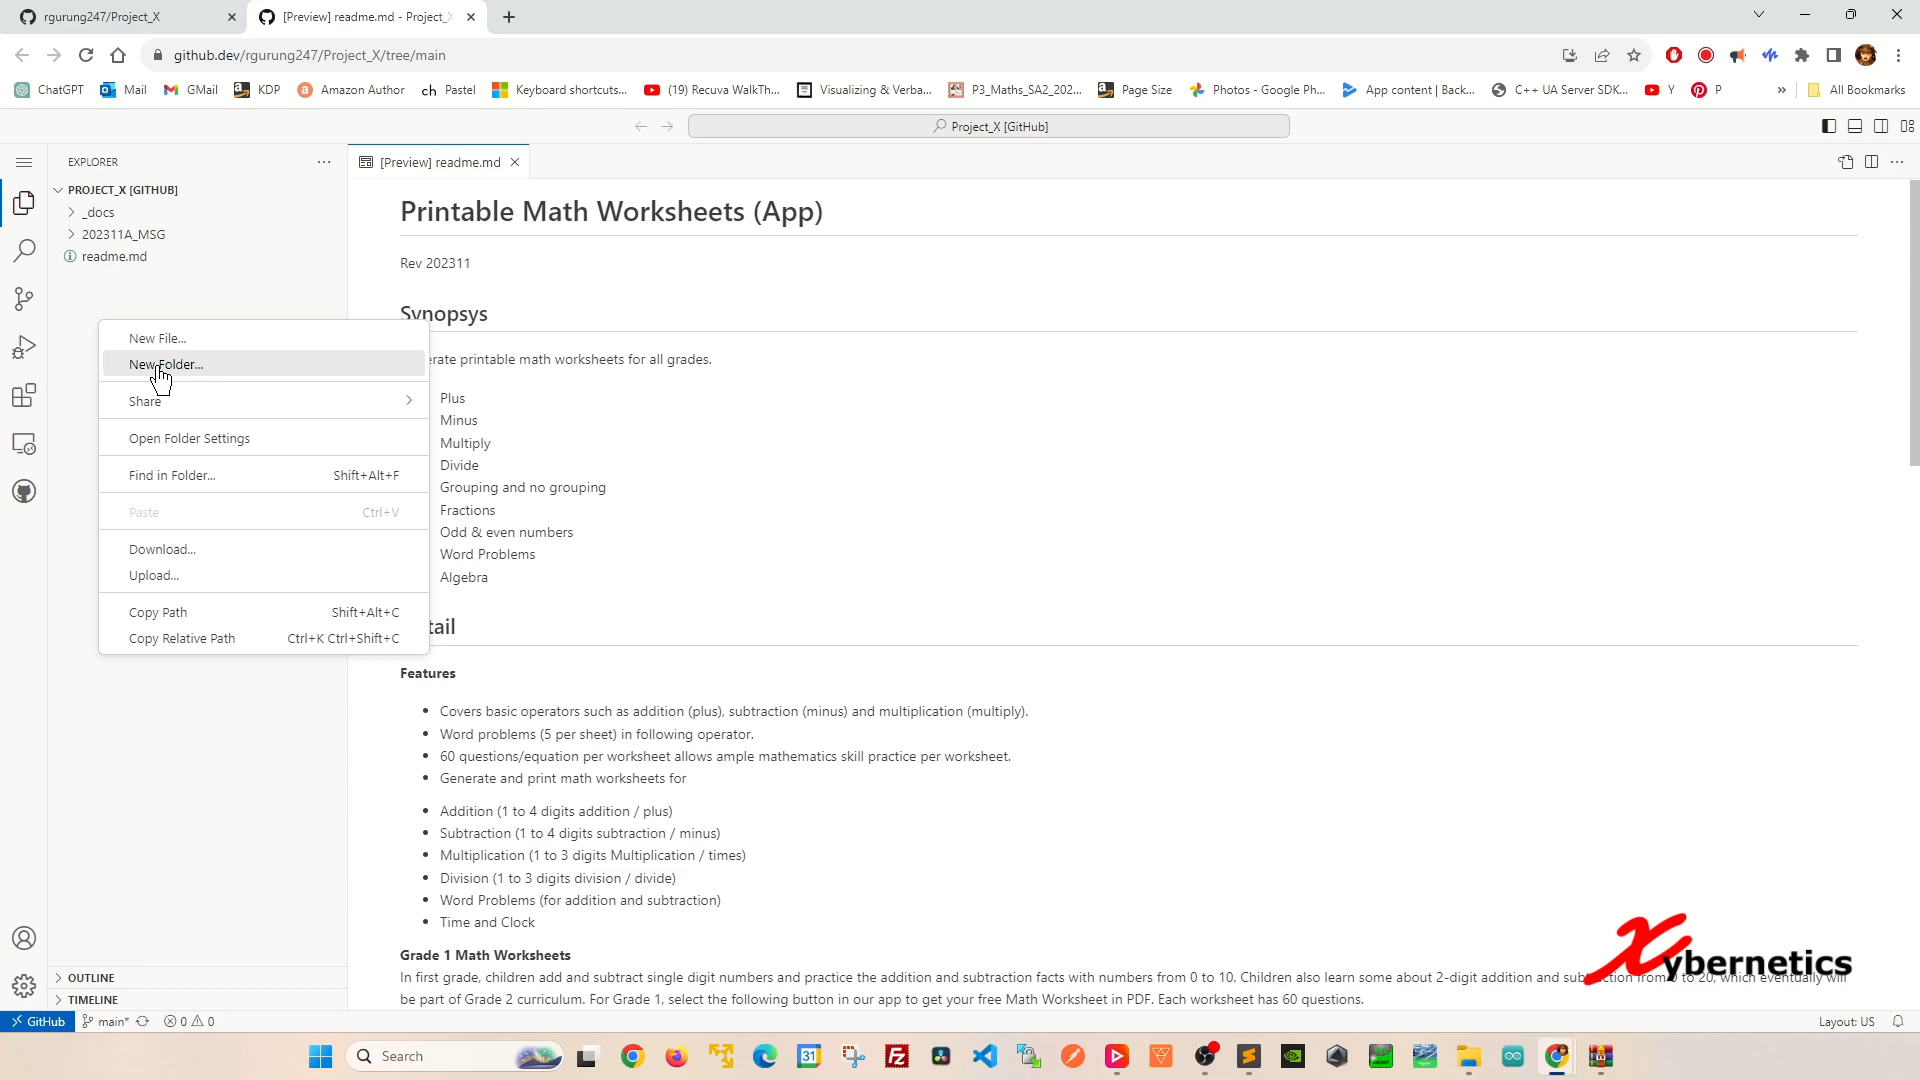 rgurung247/Project_X
[Preview] readme.md - Project_X
github.dev/rgurung247/Project_X/tree/main
ChatGPT
Mail
GMail
KDP
Amazon Author
ch Pastel
Keyboard shortcuts...
(19) Recuva WalkTh...
Visualizing & Verba...
P3_Maths_SA2_202...
Page Size
Photos - Google Ph...
App content | Back...
C++ UA Server SDK...
Y
P
» All Bookmarks
Project_X [GitHub]
EXPLORER
PROJECT_X [GITHUB]
_docs
202311A_MSG
readme.md
New File...
New Folder...
Share
Open Folder Settings
Find in Folder... Shift+Alt+F
Paste Ctrl+V
Download...
Upload...
Copy Path Shift+Alt+C
Copy Relative Path Ctrl+K Ctrl+Shift+C
OUTLINE
TIMELINE
[Preview] readme.md
Printable Math Worksheets (App)
Rev 202311
Synopsys
erate printable math worksheets for all grades.
Plus
Minus
Multiply
Divide
Grouping and no grouping
Fractions
Odd & even numbers
Word Problems
Algebra
tail
Features
• Covers basic operators such as addition (plus), subtraction (minus) and multiplication (multiply).
• Word problems (5 per sheet) in following operator.
• 60 questions/equation per worksheet allows ample mathematics skill practice per worksheet.
• Generate and print math worksheets for
• Addition (1 to 4 digits addition / plus)
• Subtraction (1 to 4 digits subtraction / minus)
• Multiplication (1 to 3 digits Multiplication / times)
• Division (1 to 3 digits division / divide)
• Word Problems (for addition and subtraction)
• Time and Clock
Grade 1 Math Worksheets
In first grade, children add and subtract single digit numbers and practice the addition and subtraction facts with numbers from 0 to 10. Children also learn some about 2-digit addition and subtraction from 0 to 20, which eventually will
be part of Grade 2 curriculum. For Grade 1, select the following button in our app to get your free Math Worksheet in PDF. Each worksheet has 60 questions.
Xybernetics
GitHub
main*
0
0
Layout: US
Search
31